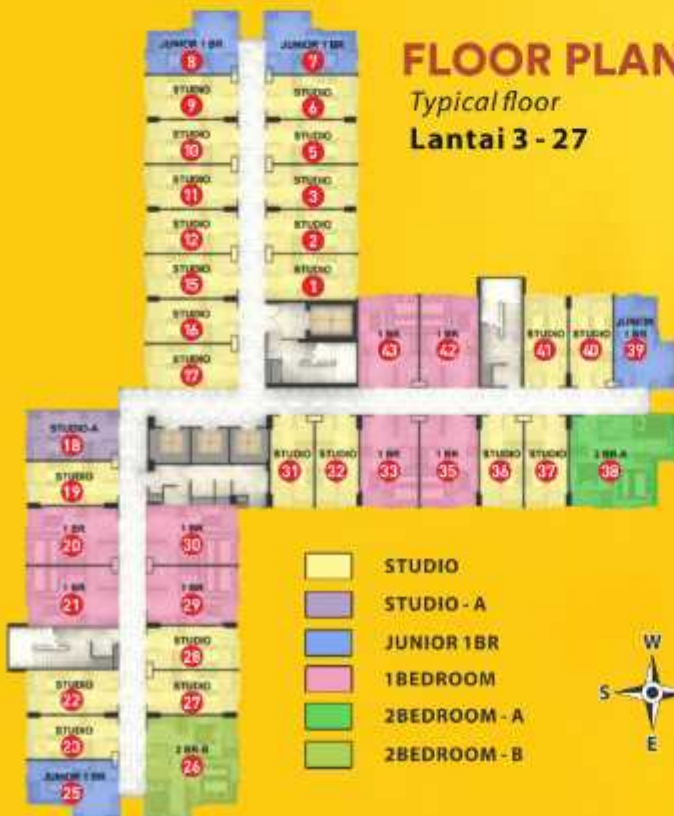 FLOOR PLAN
Typical floor
Lantai 3 - 27
JUNIOR 1 BR
8
JUNIOR 1 BR
7
STUDIO
9
STUDIO
6
STUDIO
10
STUDIO
5
STUDIO
11
STUDIO
3
STUDIO
12
STUDIO
2
STUDIO
15
STUDIO
1
STUDIO
16
STUDIO
17
1 BR
43
1 BR
42
STUDIO
41
STUDIO
40
JUNIOR
1 BR
39
STUDIO-A
18
STUDIO
19
1 BR
20
1 BR
21
STUDIO
22
STUDIO
23
JUNIOR 1 BR
25
1 BR
30
1 BR
29
STUDIO
28
STUDIO
27
2 BR-B
26
STUDIO
31
STUDIO
32
1 BR
33
1 BR
35
STUDIO
36
STUDIO
37
2 BR-A
38
STUDIO
STUDIO - A
JUNIOR 1BR
1BEDROOM
2BEDROOM - A
2BEDROOM - B
W
S
E